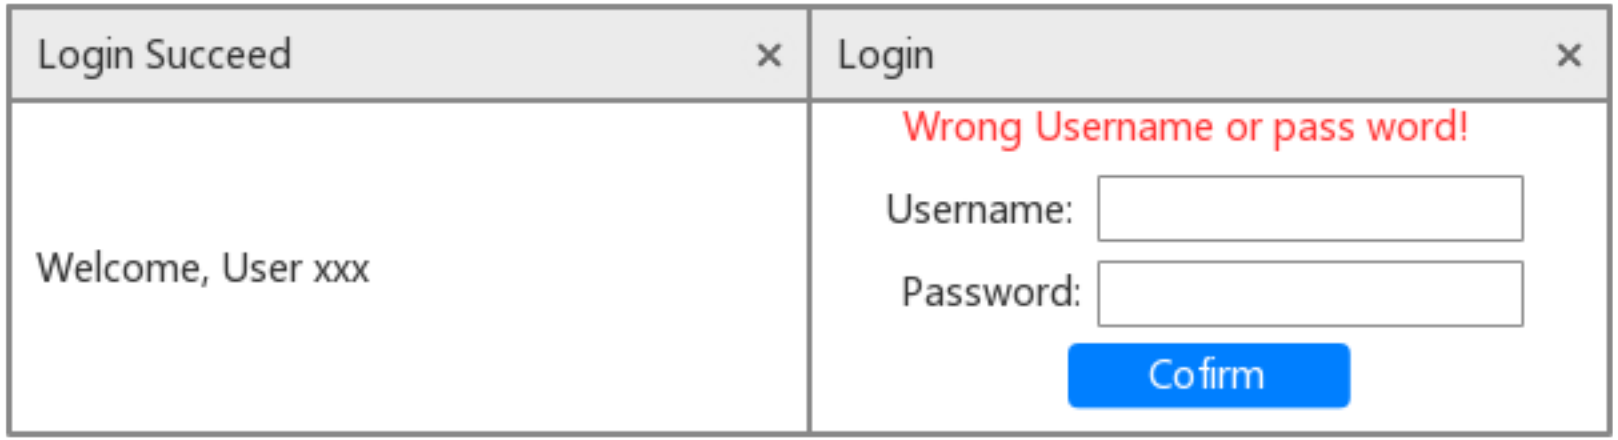 Login Succeed ×
Welcome, User xxx
Login ×
Wrong Username or pass word!
Username:
Password:
Cofirm